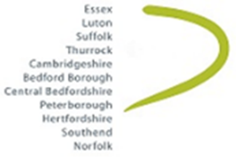 Essex
Luton
Suffolk
Thurrock
Cambridgeshire
Bedford Borough
Central Bedfordshire
Peterborough
Hertfordshire
Southend
Norfolk